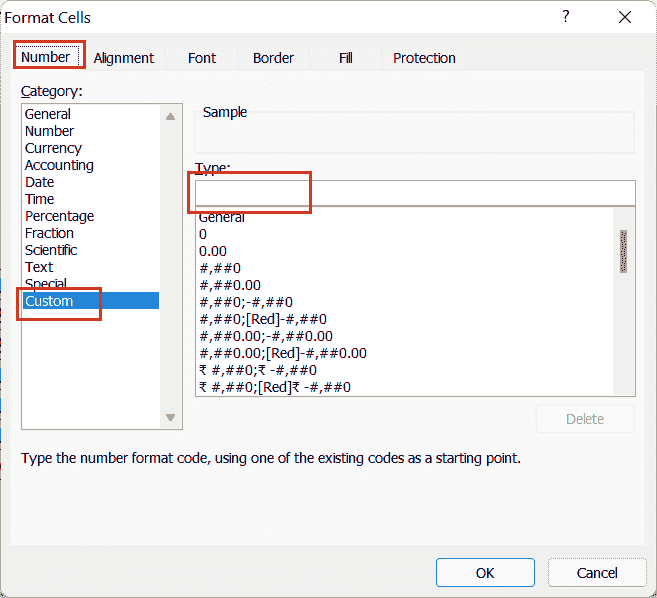 Format Cells
?
Number Alignment Font Border Fill Protection
Category:
General
Number
Currency
Accounting
Date
Time
Percentage
Fraction
Scientific
Text
Special
Custom
Sample
Type:
General
0
0.00
#,##0
#,##0.00
#,##0;-#,##0
#,##0;[Red]-#,##0
#,##0.00;-#,##0.00
#,##0.00;[Red]-#,##0.00
₹ #,##0;₹ -#,##0
₹ #,##0;[Red]₹ -#,##0
Delete
Type the number format code, using one of the existing codes as a starting point.
OK Cancel